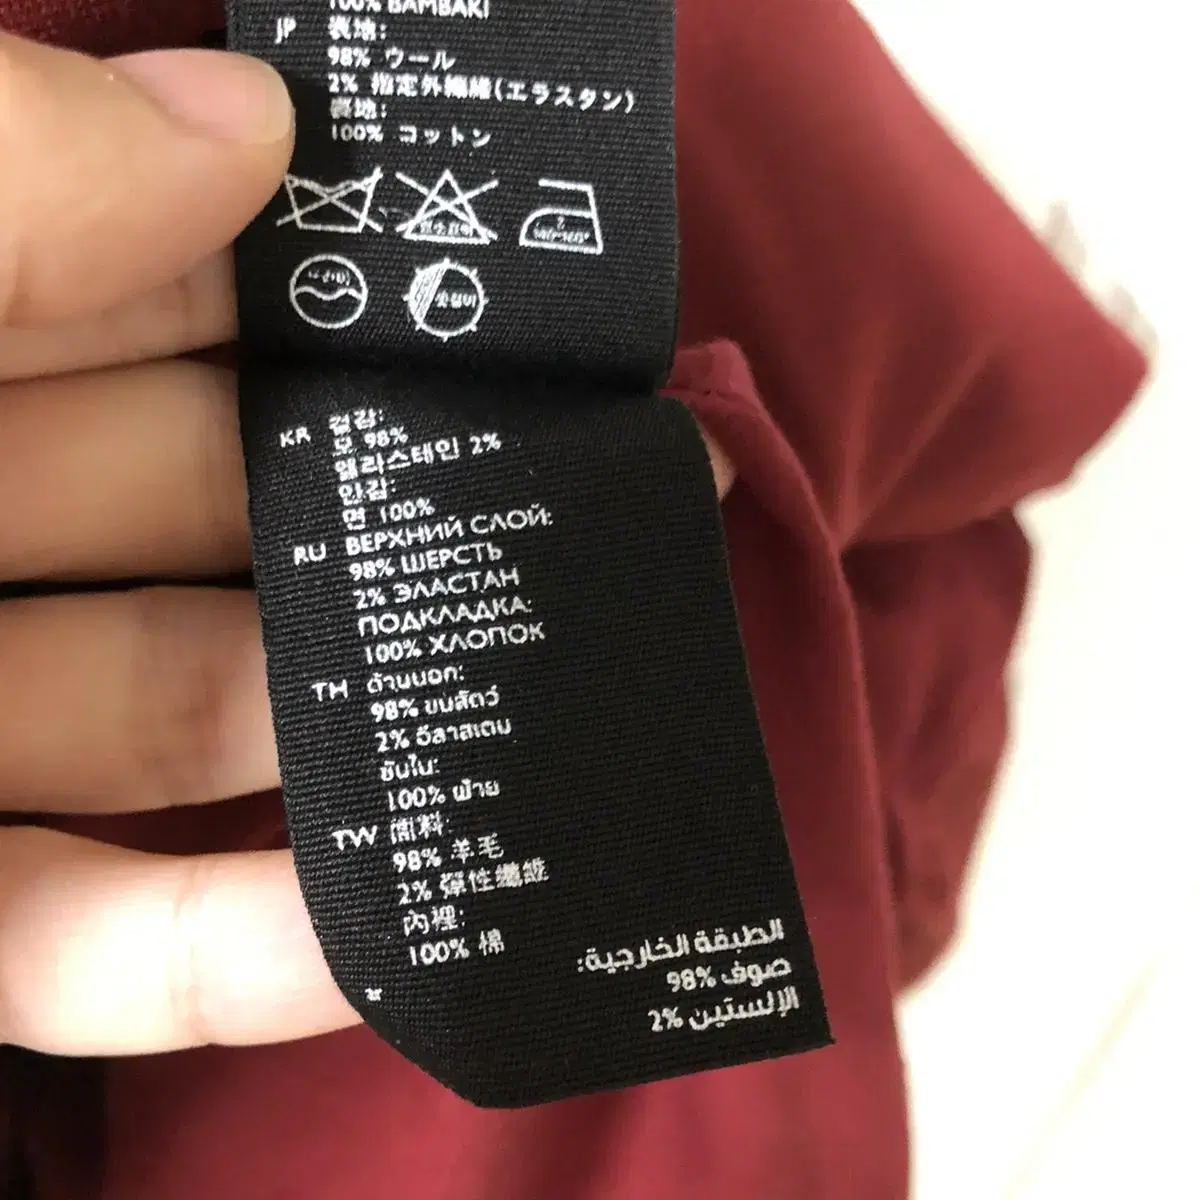 100% BAMBAKI
JP 表地:
98% ウール
2% 指定外繊維(エラスタン)
裏地:
100% コットン
옷걸이
KR 겉감:
모 98%
엘라스테인 2%
안감:
면 100%
RU ВЕРХНИЙ СЛОЙ:
98% ШЕРСТЬ
2% ЭЛАСТАН
ПОДКЛАДКА:
100% ХЛОПОК
TH ด้านนอก:
98% ขนสัตว์
2% อีลาสเตน
ชั้นใน:
100% ฝ้าย
TW 面料:
98% 羊毛
2% 彈性纖維
內裡:
100% 棉
الطبقة الخارجية:
صوف %98
الإلستين %2